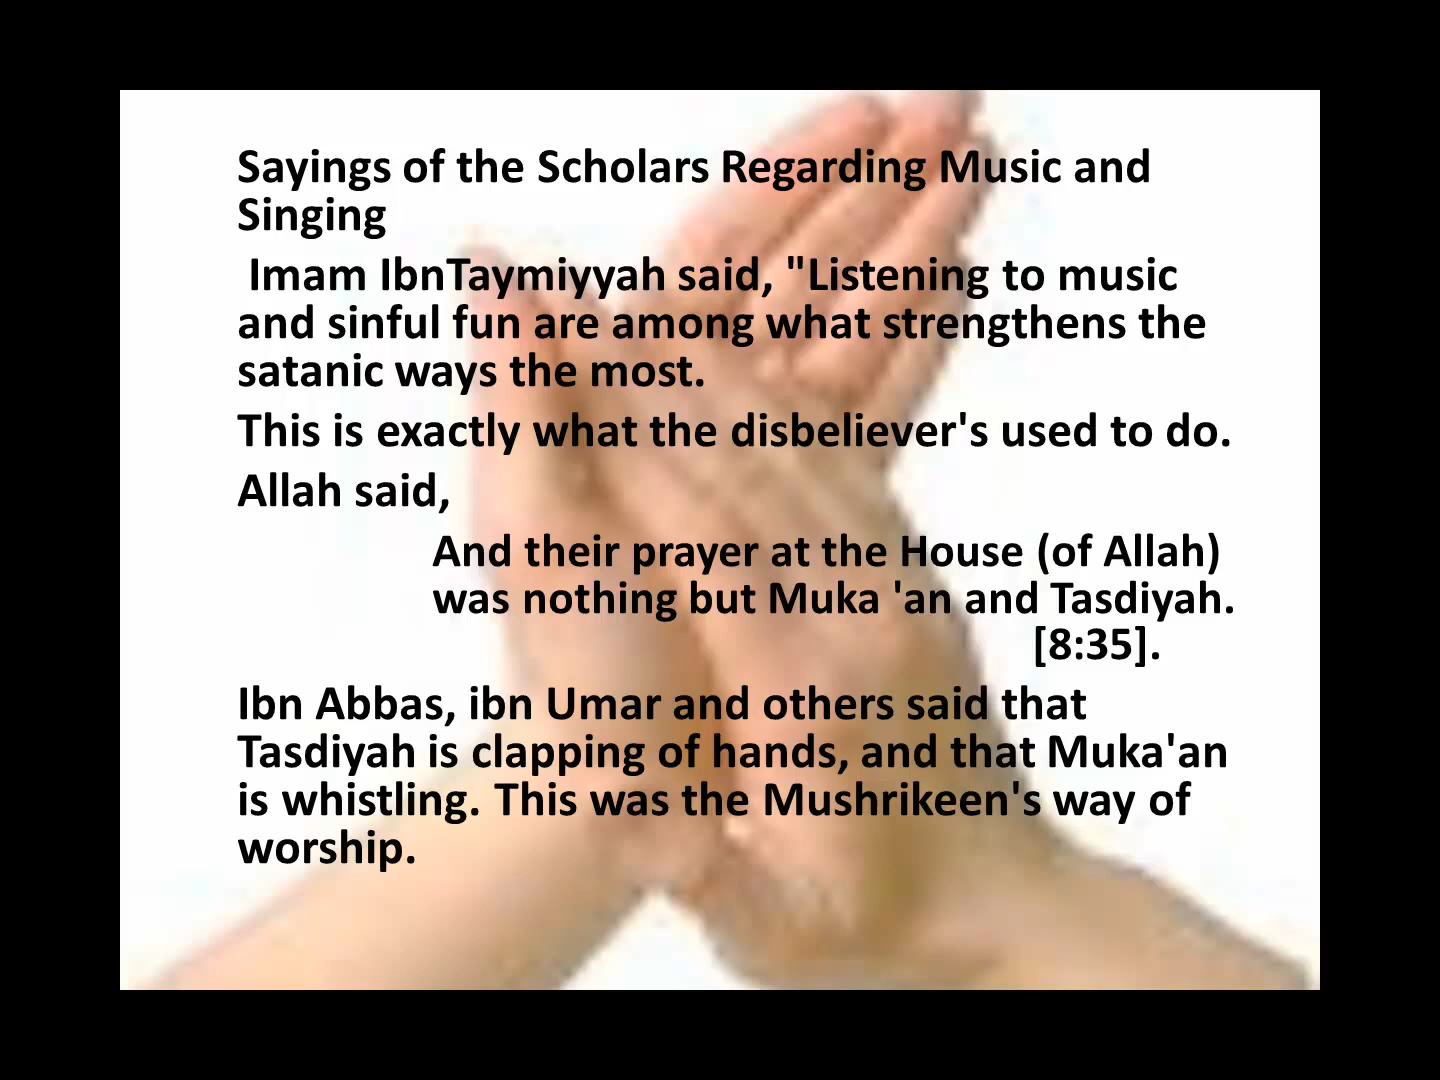 Sayings of the Scholars Regarding Music and
Singing
Imam IbnTaymiyyah said, "Listening to music
and sinful fun are among what strengthens the
satanic ways the most.
This is exactly what the disbeliever's used to do.
Allah said,
And their prayer at the House (of Allah)
was nothing but Muka 'an and Tasdiyah.
[8:35].
Ibn Abbas, ibn Umar and others said that
Tasdiyah is clapping of hands, and that Muka'an
is whistling. This was the Mushrikeen's way of
worship.